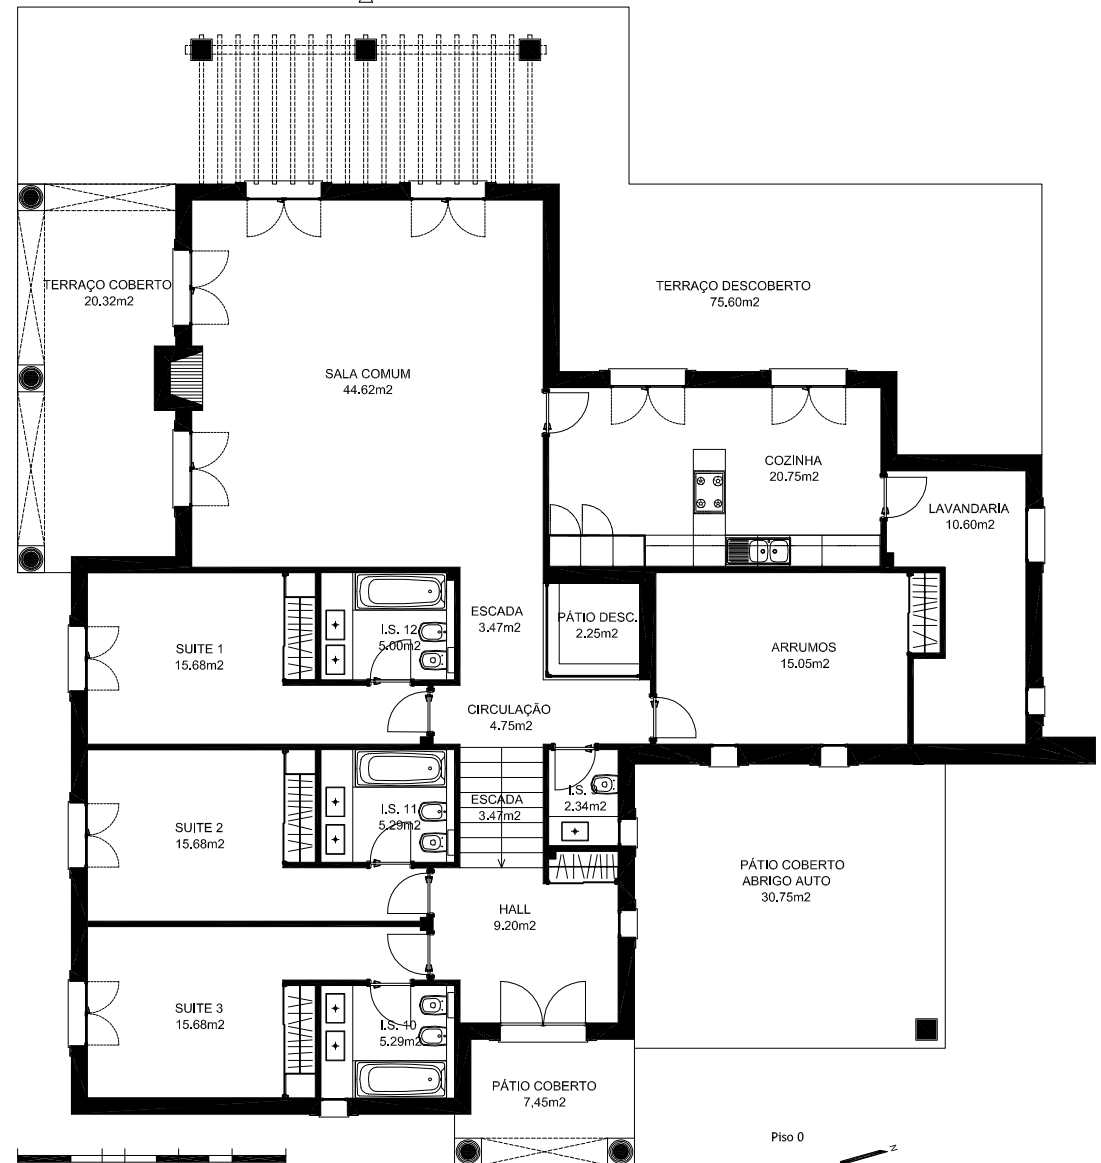 TERRAÇO COBERTO
20.32m2
TERRAÇO DESCOBERTO
75.60m2
SALA COMUM
44.62m2
COZINHA
20.75m2
LAVANDARIA
10.60m2
SUITE 1
15.68m2
I.S. 12
5.00m2
ESCADA
3.47m2
PÁTIO DESC.
2.25m2
ARRUMOS
15.05m2
CIRCULAÇÃO
4.75m2
SUITE 2
15.68m2
I.S. 11
5.29m2
ESCADA
3.47m2
I.S.
2.34m2
PÁTIO COBERTO
ABRIGO AUTO
30.75m2
HALL
9.20m2
SUITE 3
15.68m2
I.S. 10
5.29m2
PÁTIO COBERTO
7,45m2
Piso 0
N